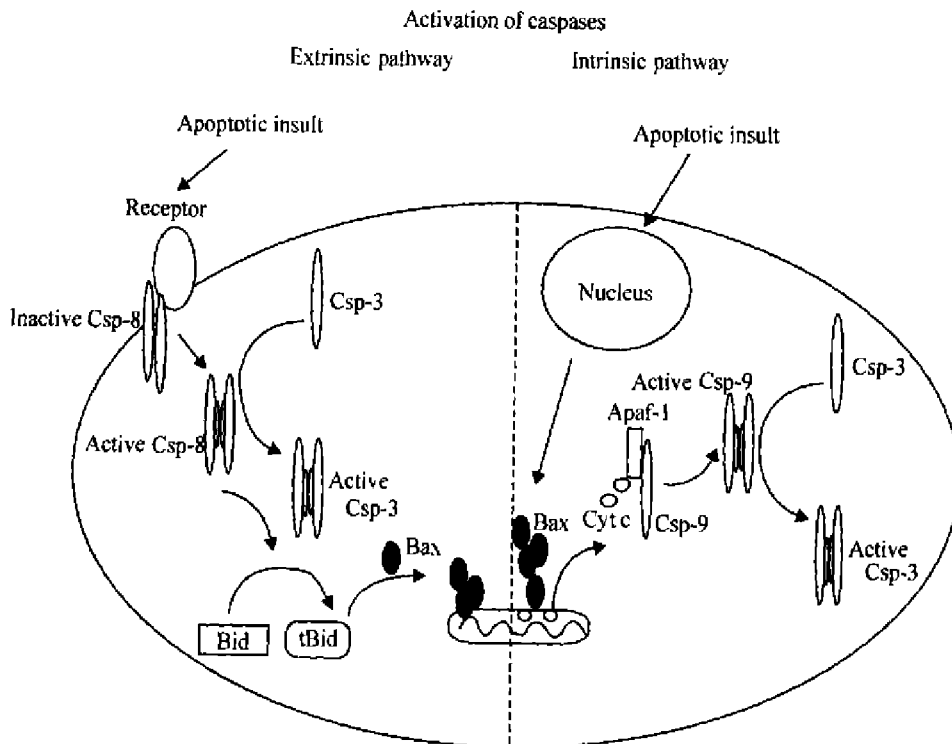 Activation of caspases
Extrinsic pathway
Intrinsic pathway
Apoptotic insult
Apoptotic insult
Receptor
Nucleus
Inactive Csp-8
Csp-3
Active Csp-8
Active
Csp-3
Bax
Bid
tBid
Bax
Cyt c
Apaf-1
Csp-9
Active Csp-9
Csp-3
Active
Csp-3